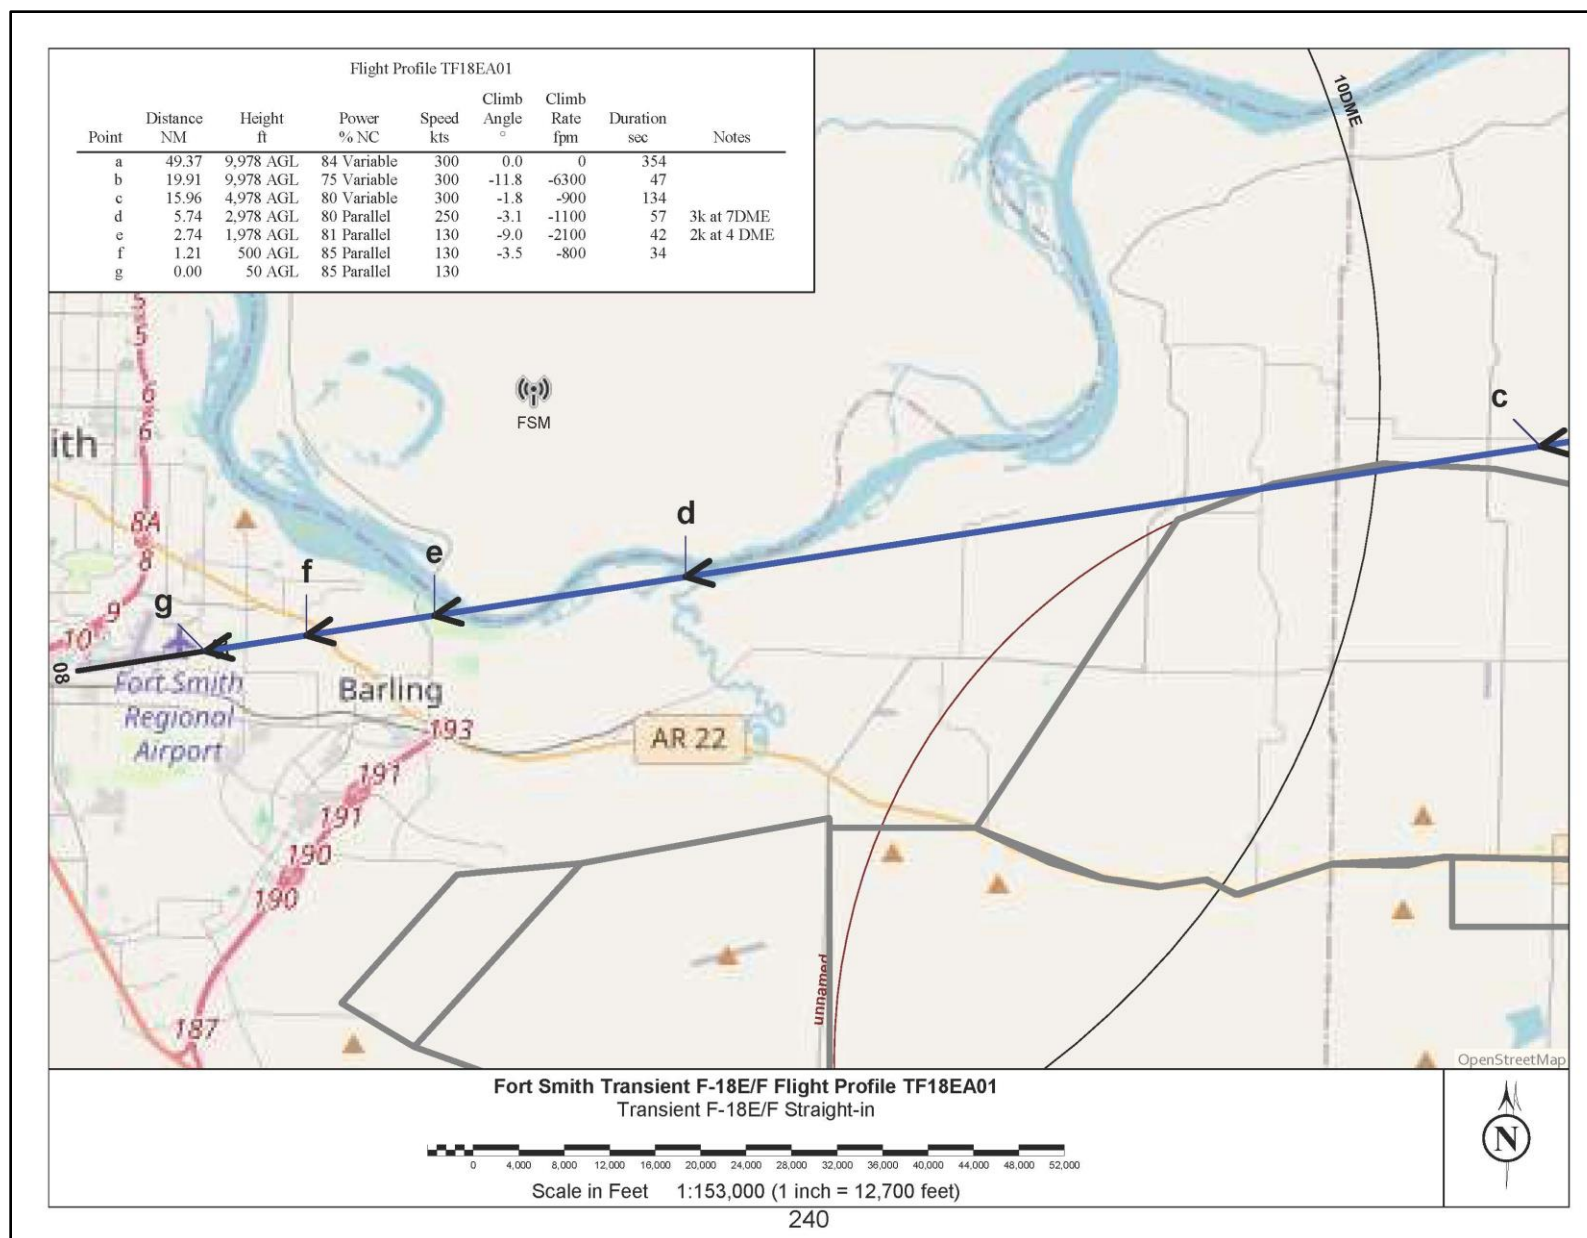 Flight Profile TF18EA01
Climb Climb
Distance Height Power Speed Angle Rate Duration
Point NM ft % NC kts ° fpm sec Notes
a 49.37 9,978 AGL 84 Variable 300 0.0 0 354
b 19.91 9,978 AGL 75 Variable 300 -11.8 -6300 47
c 15.96 4,978 AGL 80 Variable 300 -1.8 -900 134
d 5.74 2,978 AGL 80 Parallel 250 -3.1 -1100 57 3k at 7DME
e 2.74 1,978 AGL 81 Parallel 130 -9.0 -2100 42 2k at 4 DME
f 1.21 500 AGL 85 Parallel 130 -3.5 -800 34
g 0.00 50 AGL 85 Parallel 130
10DME
5
5
6
6
FSM
c
ith
8A
8
d
e
f
g
9
10
08
Fort Smith
Regional
Airport
Barling
193
AR 22
191
191
190
190
187
unnamed
OpenStreetMap
Fort Smith Transient F-18E/F Flight Profile TF18EA01
Transient F-18E/F Straight-in
0 4,000 8,000 12,000 16,000 20,000 24,000 28,000 32,000 36,000 40,000 44,000 48,000 52,000
Scale in Feet 1:153,000 (1 inch = 12,700 feet)
N
240